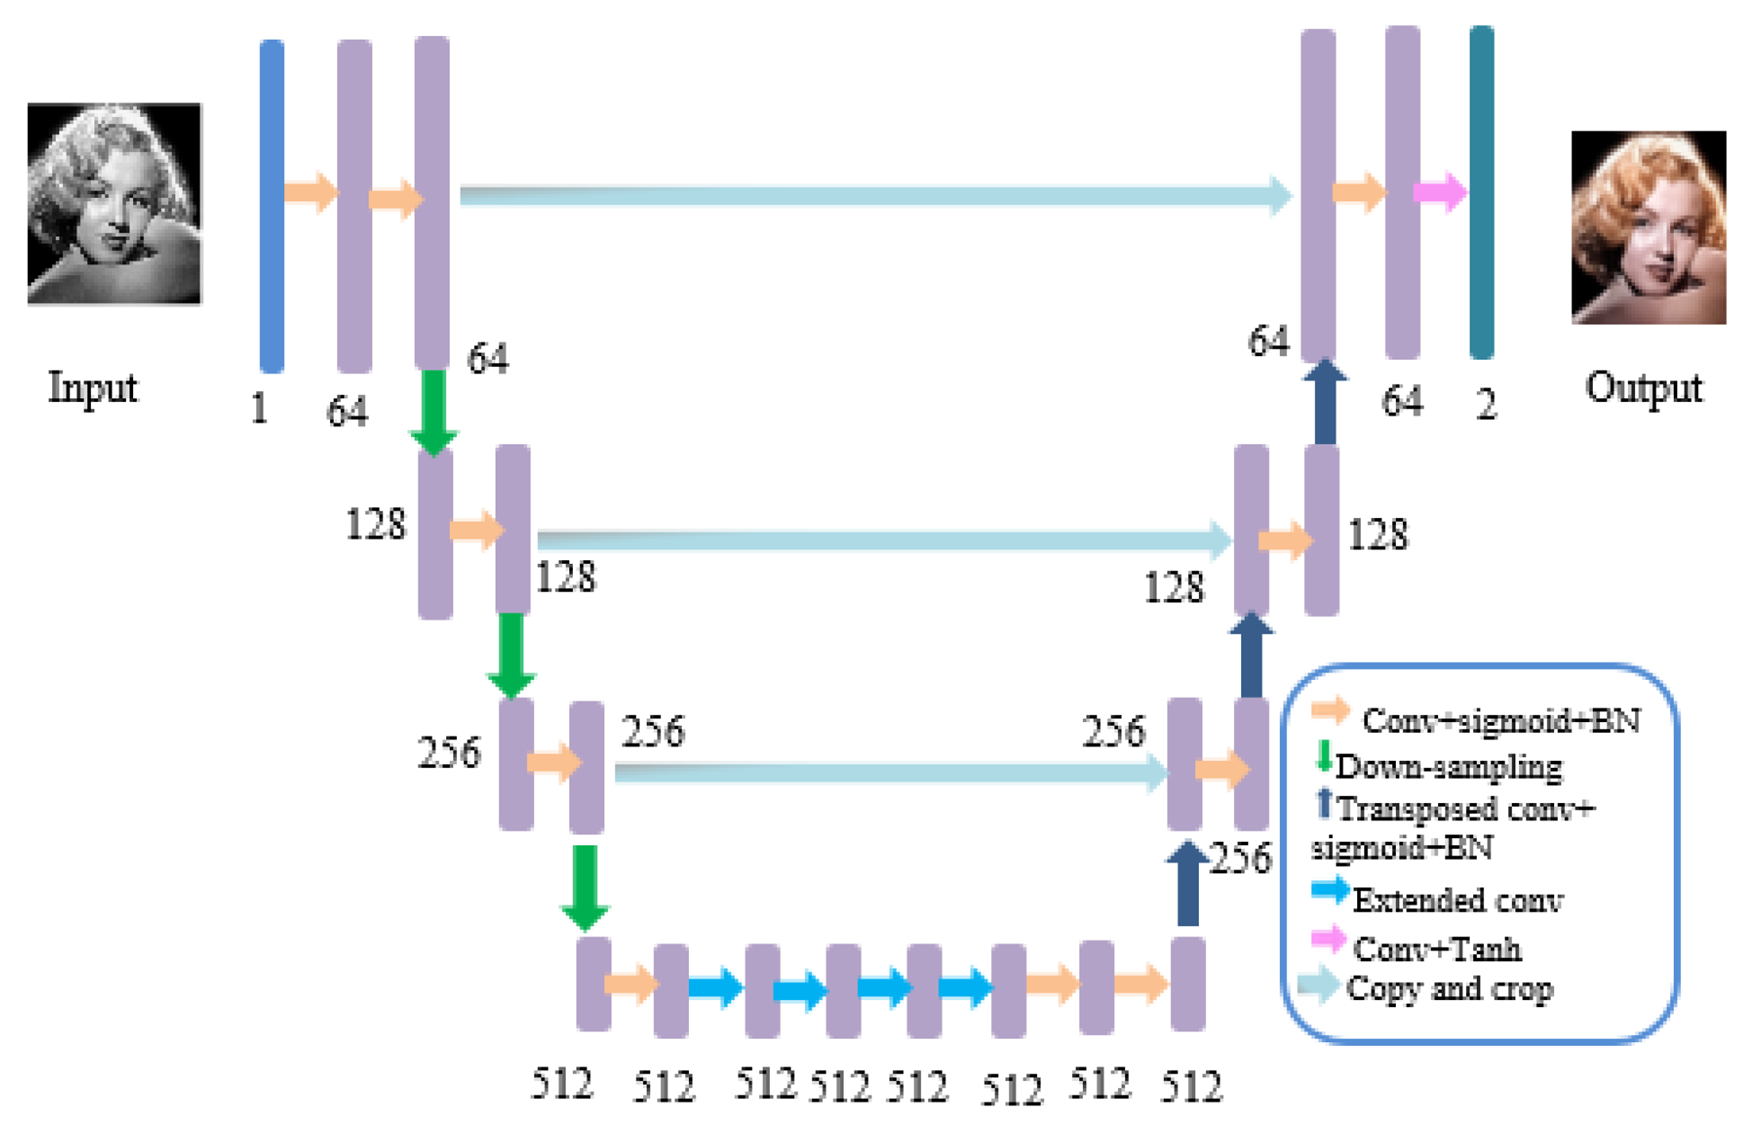 Input
1
64
64
64
64
2
Output
128
128
128
128
256
256
256
256
512
512
512
512
512
512
512
512
Conv+sigmoid+BN
Down-sampling
Transposed conv+
sigmoid+BN
Extended conv
Conv+Tanh
Copy and crop